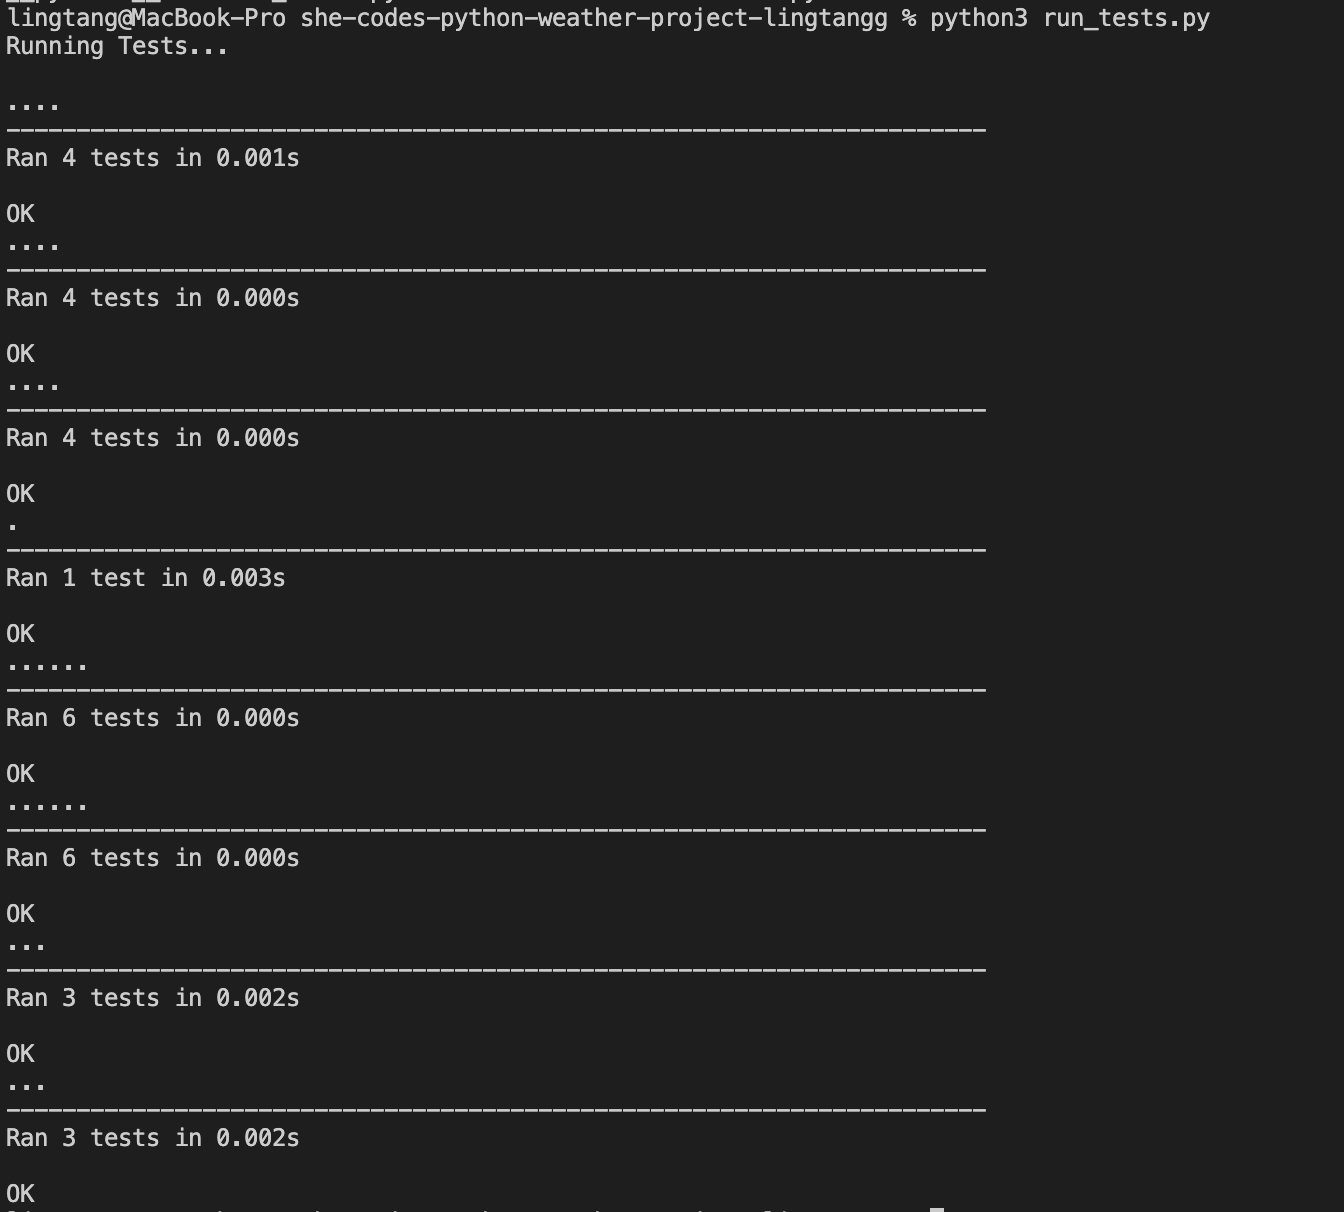 lingtang@MacBook-Pro she-codes-python-weather-project-lingtangg % python3 run_tests.py
Running Tests...
....
----------------------------------------------------------------------
Ran 4 tests in 0.001s
OK
....
----------------------------------------------------------------------
Ran 4 tests in 0.000s
OK
....
----------------------------------------------------------------------
Ran 4 tests in 0.000s
OK
.
----------------------------------------------------------------------
Ran 1 test in 0.003s
OK
......
----------------------------------------------------------------------
Ran 6 tests in 0.000s
OK
......
----------------------------------------------------------------------
Ran 6 tests in 0.000s
OK
...
----------------------------------------------------------------------
Ran 3 tests in 0.002s
OK
...
----------------------------------------------------------------------
Ran 3 tests in 0.002s
OK